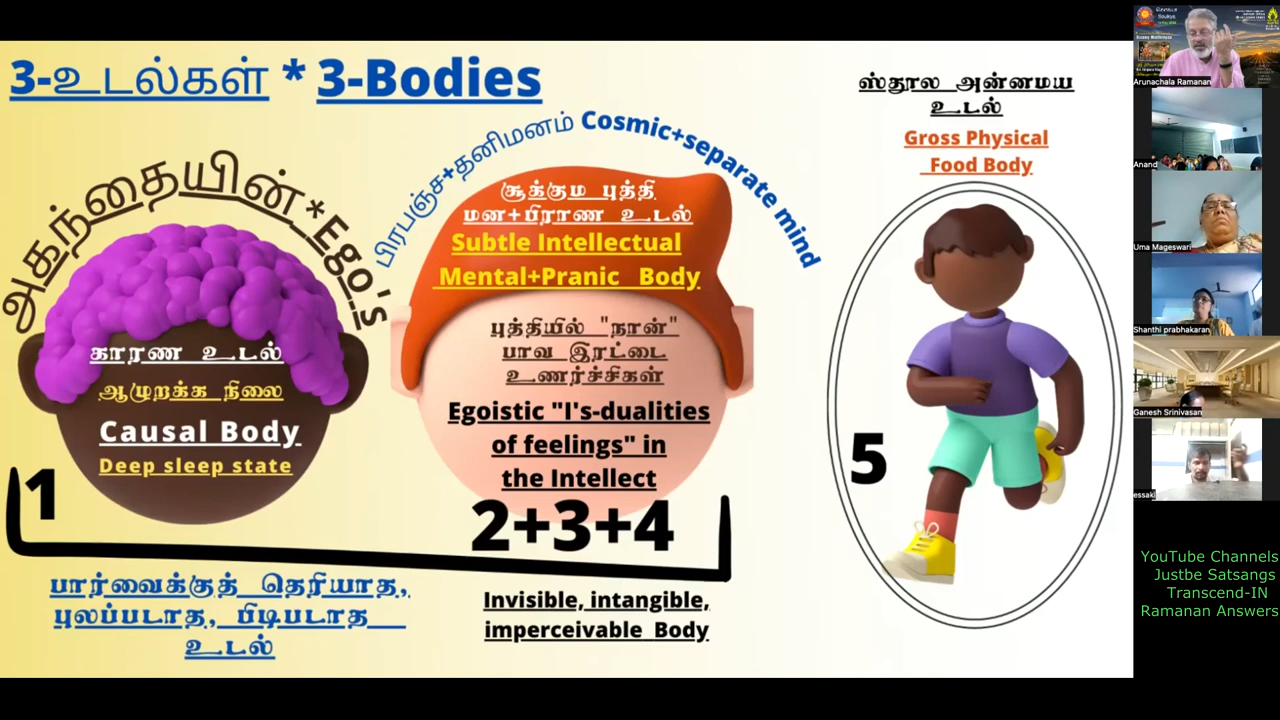 3-உடல்கள் * 3-Bodies
அகந்தையின்*Ego's
காரண உடல்
ஆழுறக்க நிலை
Causal Body
Deep sleep state
1
பிரபஞ்ச+தனிமனம் Cosmic+separate mind
சூக்கும புத்தி
மன+பிராண உடல்
Subtle Intellectual
Mental+Pranic Body
புத்தியில் "நான்"
பாவ இரட்டை
உணர்ச்சிகள்
Egoistic "I's-dualities
of feelings" in
the Intellect
2+3+4
பார்வைக்குத் தெரியாத,
புலப்படாத, பிடிபடாத
உடல்
Invisible, intangible,
imperceivable Body
ஸ்தூல அன்னமய
உடல்
Gross Physical
Food Body
5
Arunachala Ramanan
Anand
Uma Mageswari
Shanthi prabhakaran
Ganesh Srinivasan
essaki
YouTube Channels
Justbe Satsangs
Transcend-IN
Ramanan Answers